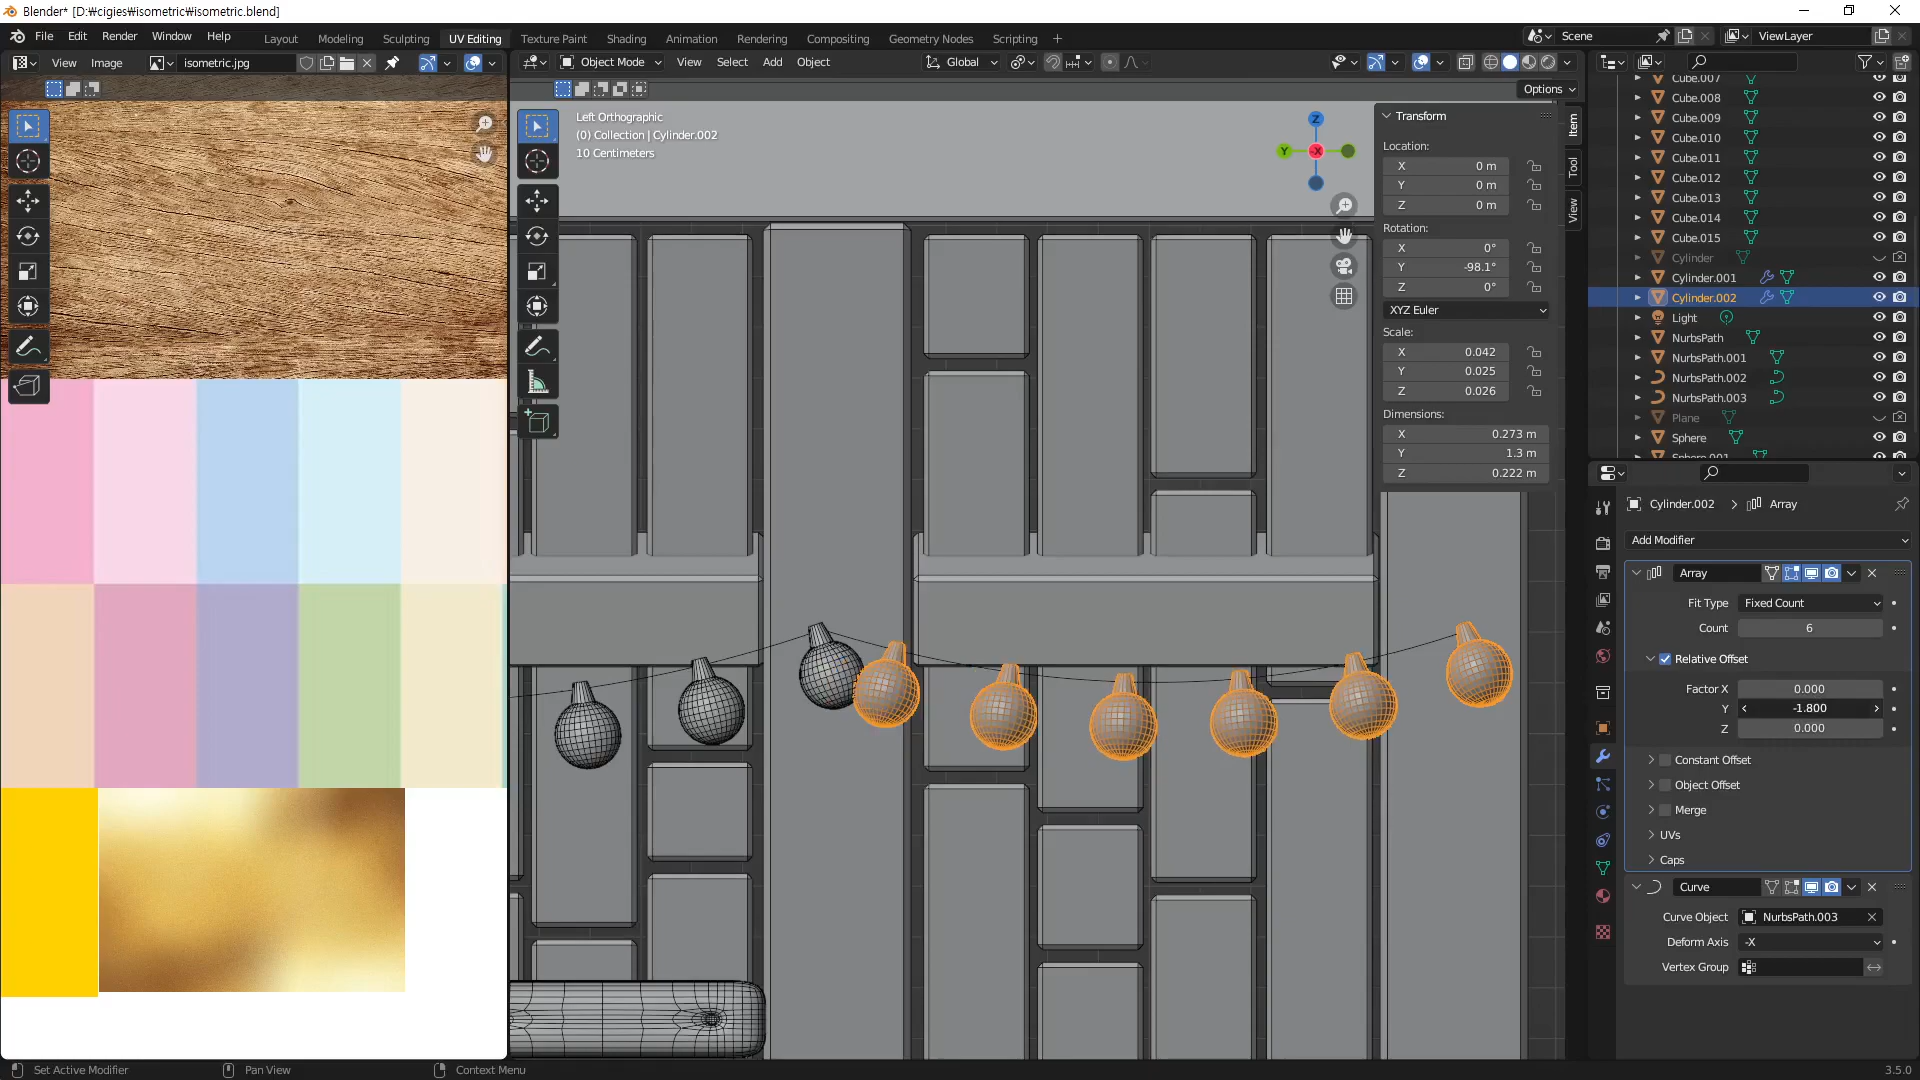 Blender* [D:₩cigies₩isometric₩isometric.blend]
File Edit Render Window Help Layout Modeling Sculpting UV Editing Texture Paint Shading Animation Rendering Compositing Geometry Nodes Scripting Scene ViewLayer
View Image isometric.jpg Object Mode View Select Add Object Global
Options
Left Orthographic
(0) Collection | Cylinder.002
10 Centimeters
Z
Y
-X
Item
Tool
View
Transform
Location:
X 0 m
Y 0 m
Z 0 m
Rotation:
X 0°
Y -98.1°
Z 0°
XYZ Euler
Scale:
X 0.042
Y 0.025
Z 0.026
Dimensions:
X 0.273 m
Y 1.3 m
Z 0.222 m
Cube.007
Cube.008
Cube.009
Cube.010
Cube.011
Cube.012
Cube.013
Cube.014
Cube.015
Cylinder
Cylinder.001
Cylinder.002
Light
NurbsPath
NurbsPath.001
NurbsPath.002
NurbsPath.003
Plane
Sphere
Sphere.001
Cylinder.002 > Array
Add Modifier
Array
Fit Type Fixed Count
Count 6
Relative Offset
Factor X 0.000
Y -1.800
Z 0.000
Constant Offset
Object Offset
Merge
UVs
Caps
Curve
Curve Object NurbsPath.003
Deform Axis -X
Vertex Group
Set Active Modifier Pan View Context Menu 3.5.0